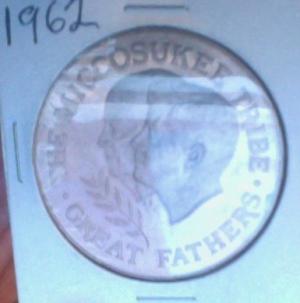 1962
THE MICCOSUKEE TRIBE
· GREAT FATHERS ·